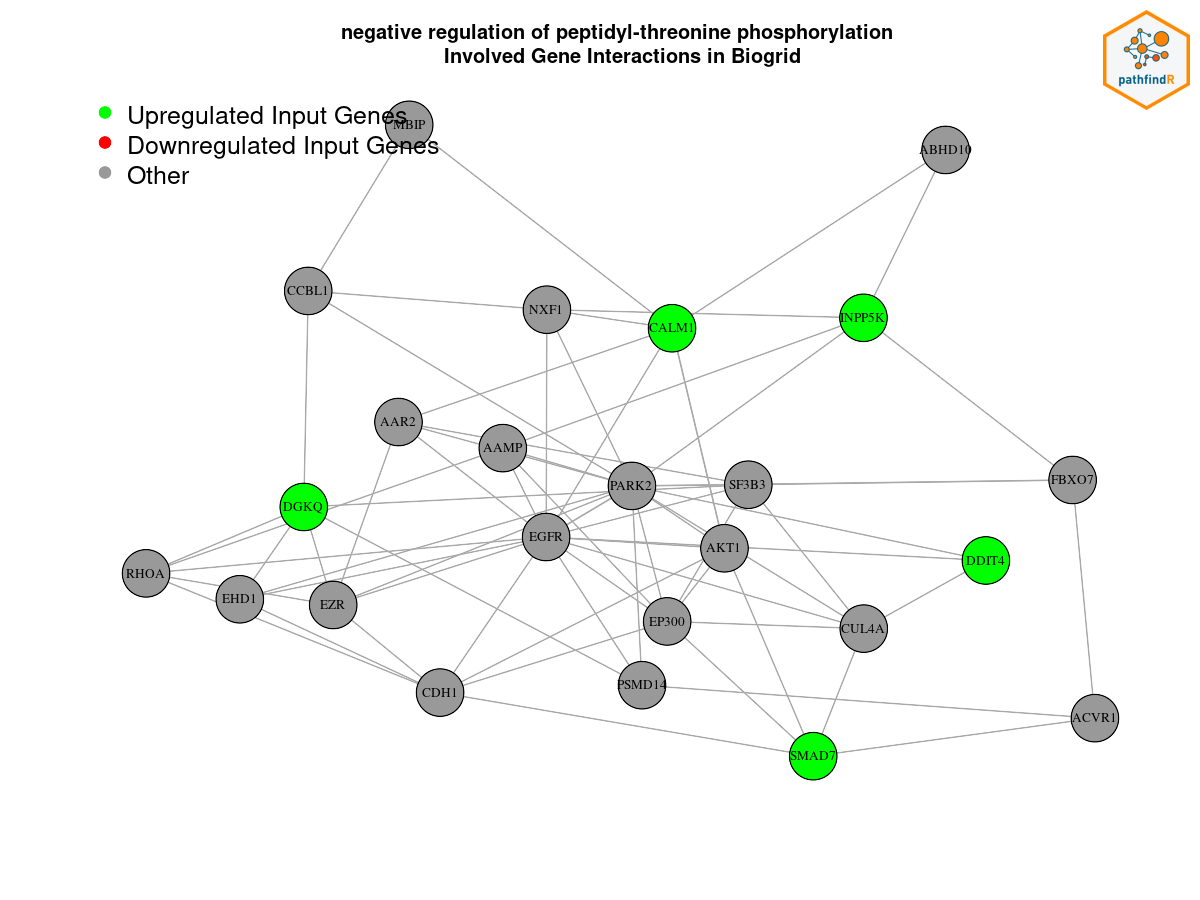 negative regulation of peptidyl-threonine phosphorylation
Involved Gene Interactions in Biogrid
pathfindR
Upregulated Input Genes
Downregulated Input Genes
Other
MBIP
ABHD10
CCBL1
NXF1
CALM1
INPP5K
AAR2
AAMP
PARK2
SF3B3
FBXO7
DGKQ
EGFR
AKT1
DDIT4
RHOA
EHD1
EZR
EP300
CUL4A
CDH1
PSMD14
ACVR1
SMAD7